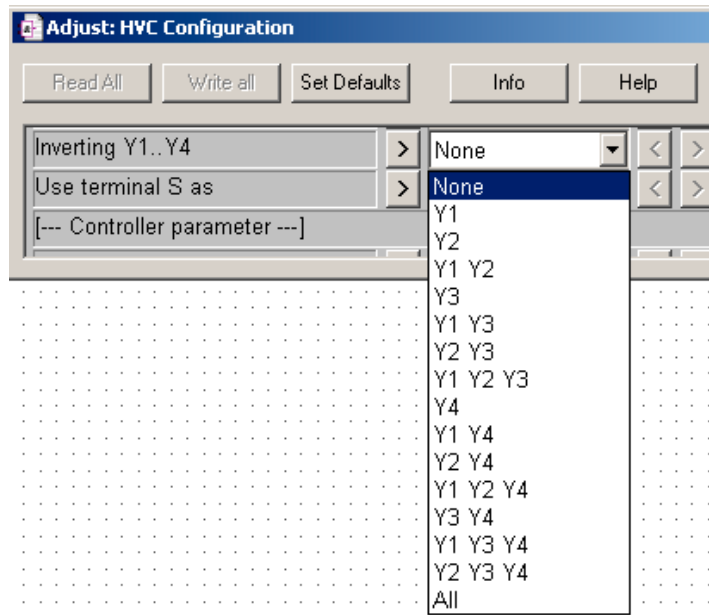 Adjust: HVC Configuration
Read All Write all Set Defaults Info Help
Inverting Y1..Y4 > None < >
Use terminal S as > None < >
[--- Controller parameter ---]
Y1
Y2
Y1 Y2
Y3
Y1 Y3
Y2 Y3
Y1 Y2 Y3
Y4
Y1 Y4
Y2 Y4
Y1 Y2 Y4
Y3 Y4
Y1 Y3 Y4
Y2 Y3 Y4
All